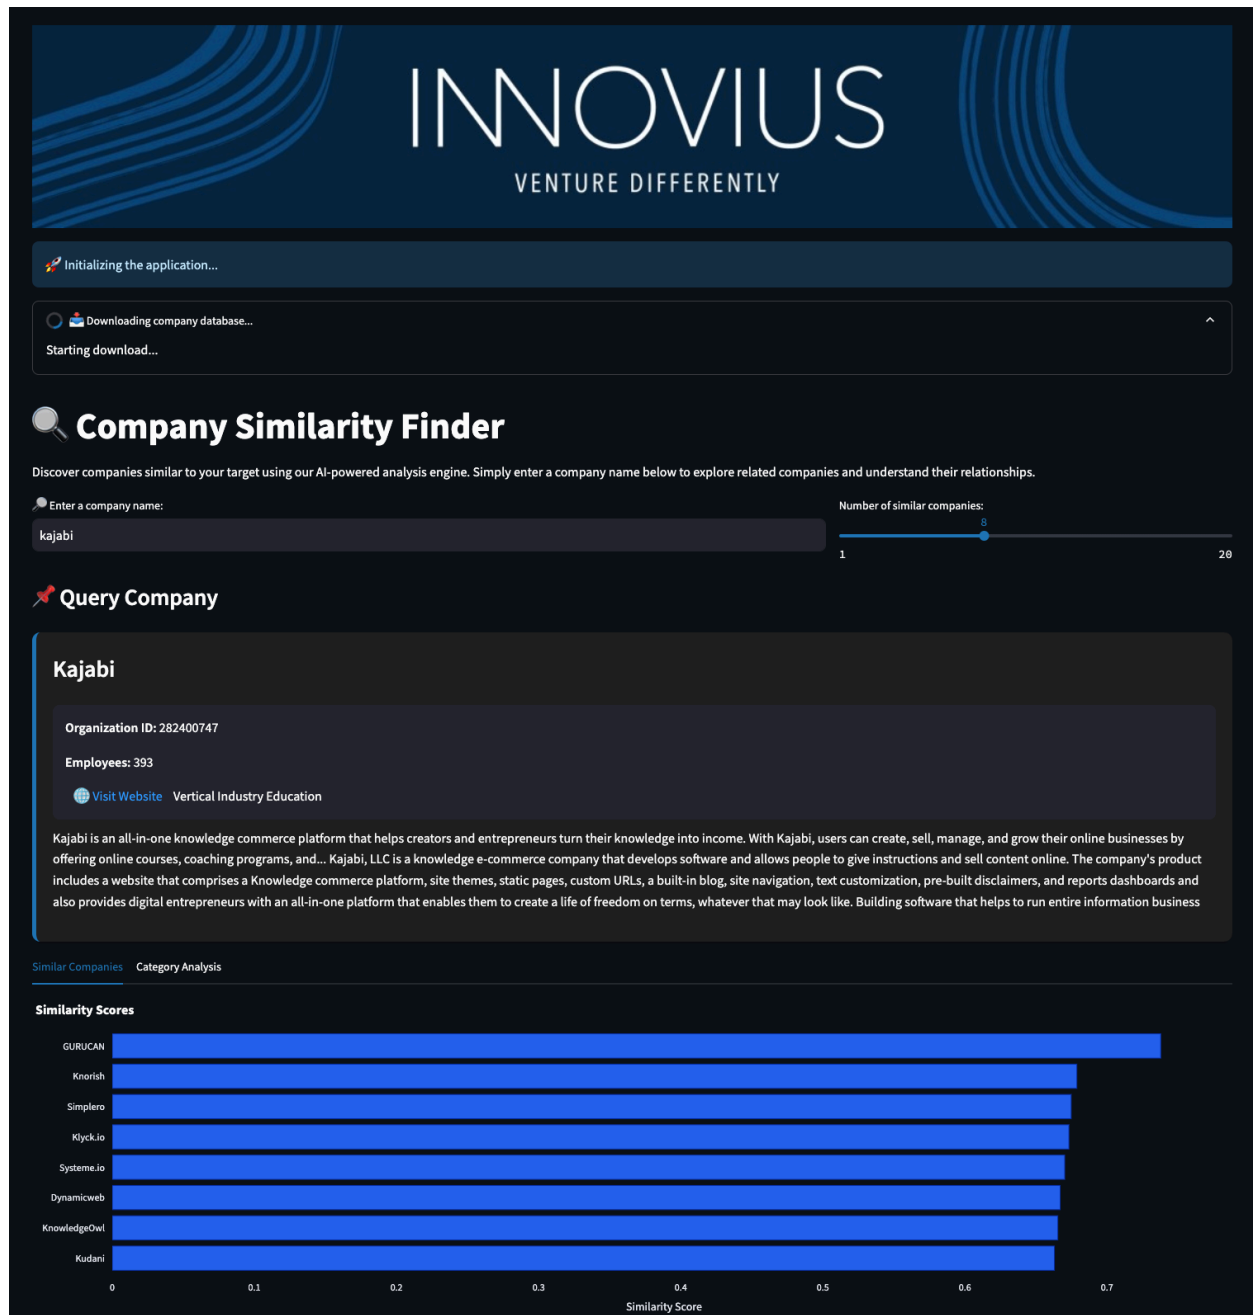 INNOVIUS
VENTURE DIFFERENTLY
🚀 Initializing the application...
📥 Downloading company database...
Starting download...
🔍 Company Similarity Finder
Discover companies similar to your target using our AI-powered analysis engine. Simply enter a company name below to explore related companies and understand their relationships.
🔎 Enter a company name:
Number of similar companies:
kajabi
8
1
20
📌 Query Company
Kajabi
Organization ID: 282400747
Employees: 393
🌐 Visit Website Vertical Industry Education
Kajabi is an all-in-one knowledge commerce platform that helps creators and entrepreneurs turn their knowledge into income. With Kajabi, users can create, sell, manage, and grow their online businesses by
offering online courses, coaching programs, and... Kajabi, LLC is a knowledge e-commerce company that develops software and allows people to give instructions and sell content online. The company's product
includes a website that comprises a Knowledge commerce platform, site themes, static pages, custom URLs, a built-in blog, site navigation, text customization, pre-built disclaimers, and reports dashboards and
also provides digital entrepreneurs with an all-in-one platform that enables them to create a life of freedom on terms, whatever that may look like. Building software that helps to run entire information business
Similar Companies Category Analysis
Similarity Scores
GURUCAN
Knorish
Simplero
Klyck.io
Systeme.io
Dynamicweb
KnowledgeOwl
Kudani
0 0.1 0.2 0.3 0.4 0.5 0.6 0.7
Similarity Score